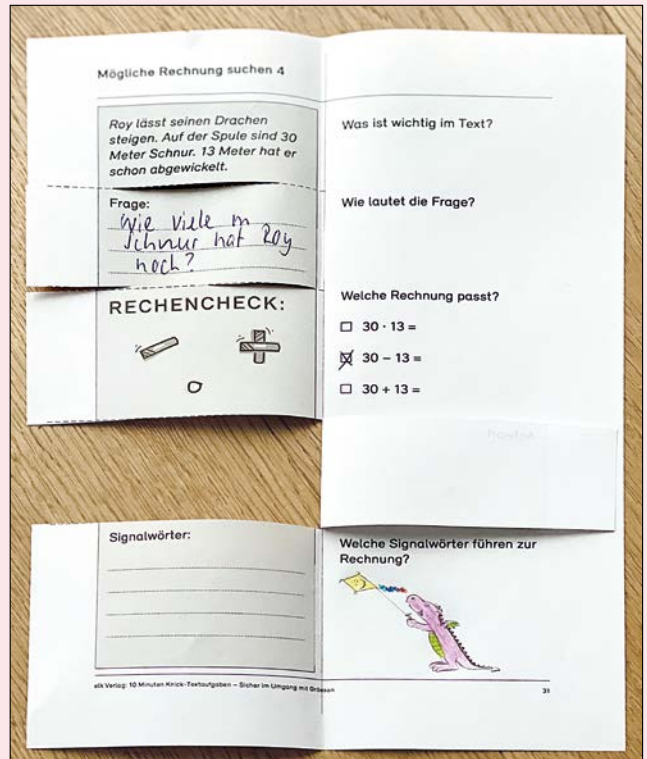 Mögliche Rechnung suchen 4
Roy lässt seinen Drachen
steigen. Auf der Spule sind 30
Meter Schnur. 13 Meter hat er
schon abgewickelt.
Was ist wichtig im Text?
Frage:
Wie viele m
Schnur hat Roy
noch?
Wie lautet die Frage?
RECHENCHECK:
Welche Rechnung passt?
30 · 13 =
30 – 13 =
30 + 13 =
Signalwörter:
Welche Signalwörter führen zur
Rechnung?
elk Verlag: 10 Minuten Knick-Textaufgaben – Sicher im Umgang mit Grössen
31